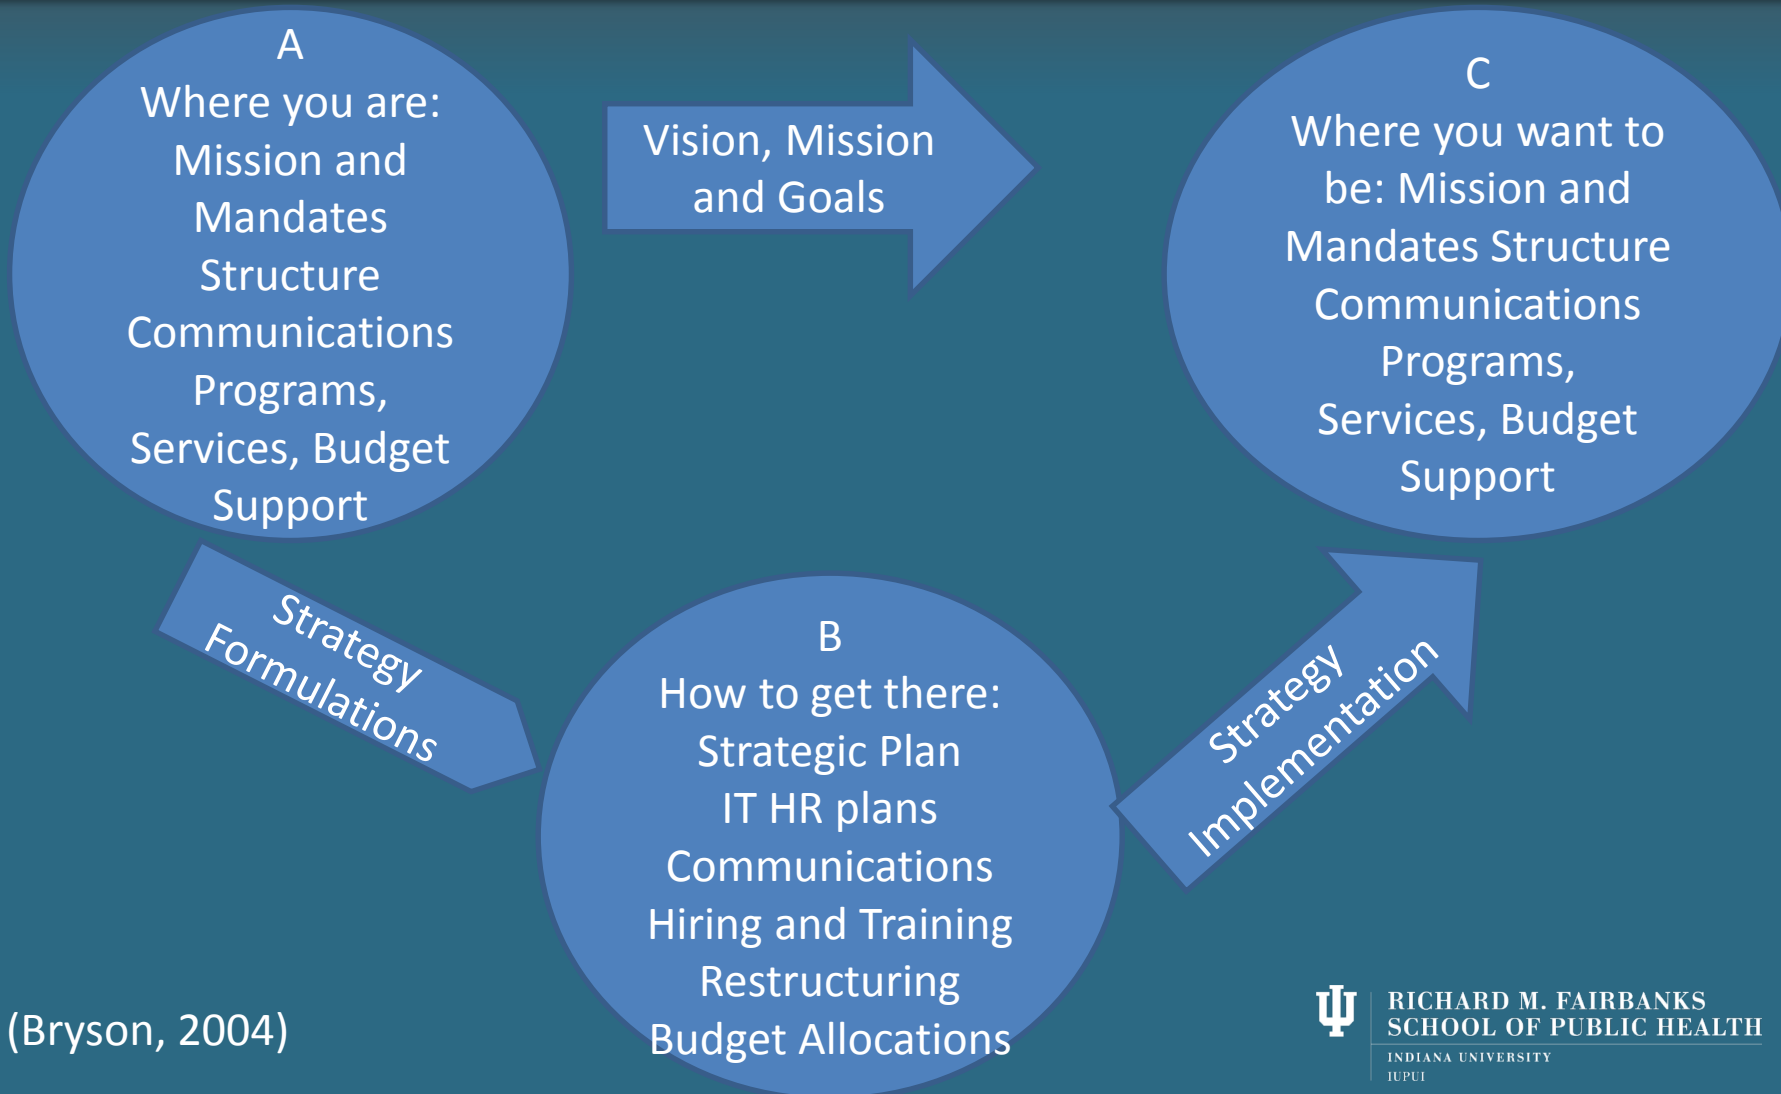 A
Where you are:
Mission and
Mandates
Structure
Communications
Programs,
Services, Budget
Support
Vision, Mission
and Goals
C
Where you want to
be: Mission and
Mandates Structure
Communications
Programs,
Services, Budget
Support
Strategy
Formulations
B
How to get there:
Strategic Plan
IT HR plans
Communications
Hiring and Training
Restructuring
Budget Allocations
Strategy
Implementation
(Bryson, 2004)
RICHARD M. FAIRBANKS
SCHOOL OF PUBLIC HEALTH
INDIANA UNIVERSITY
IUPUI